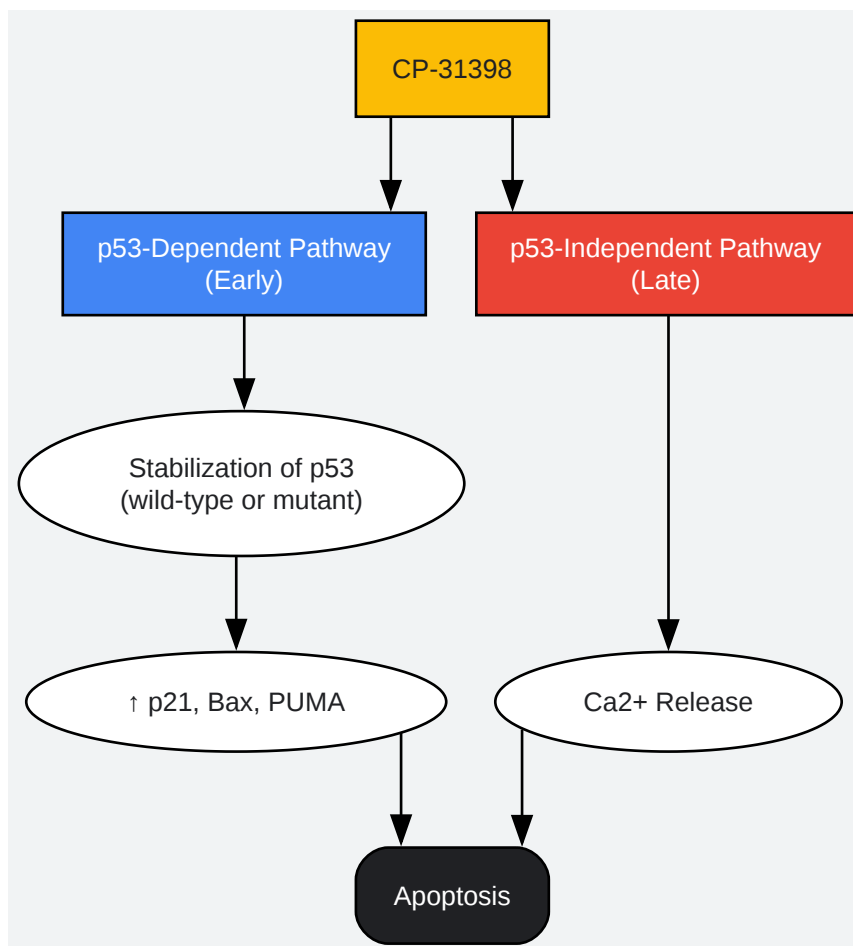 CP-31398
p53-Dependent Pathway
(Early)
p53-Independent Pathway
(Late)
Stabilization of p53
(wild-type or mutant)
↑ p21, Bax, PUMA
Ca2+ Release
Apoptosis